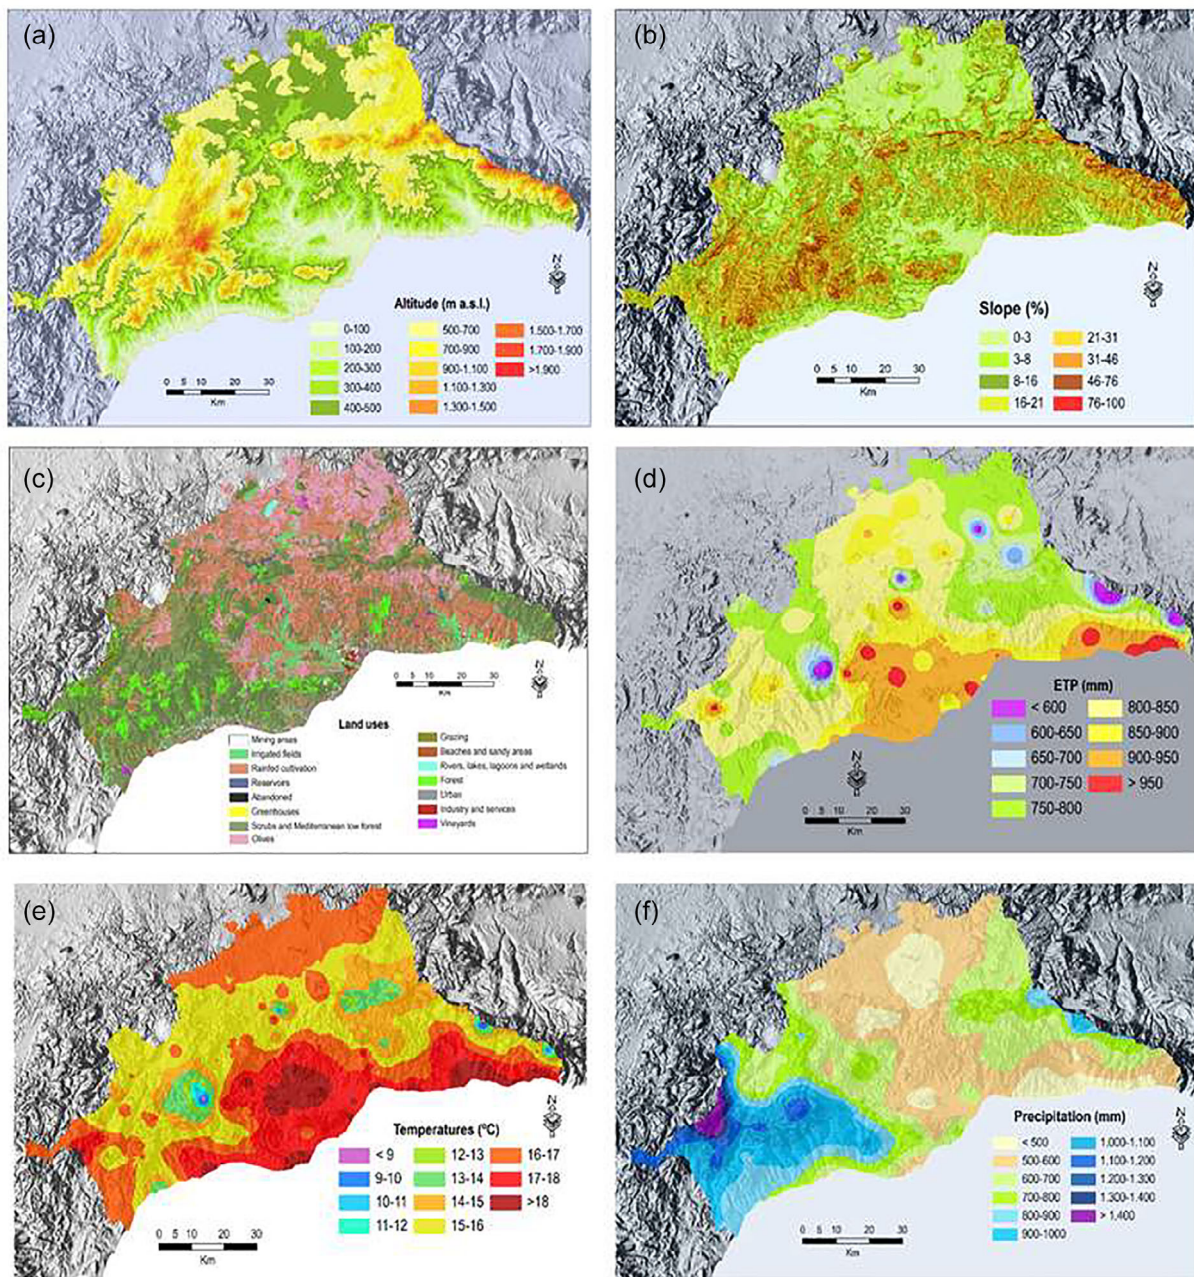 (a)
N
Altitude (m a.s.l.)
0-100
100-200
200-300
300-400
400-500
500-700
700-900
900-1.100
1.100-1.300
1.300-1.500
1.500-1.700
1.700-1.900
>1.900
0 5 10 20 30
Km
(b)
N
Slope (%)
0-3
3-8
8-16
16-21
21-31
31-46
46-76
76-100
0 5 10 20 30
Km
(c)
N
0 5 10 20 30
Km
Land uses
Mining areas
Irrigated fields
Rainfed cultivation
Reservoirs
Abandoned
Greenhouses
Scrubs and Mediterranean low forest
Olives
Grazing
Beaches and sandy areas
Rivers, lakes, lagoons and wetlands
Forest
Urban
Industry and services
Vineyards
(d)
N
ETP (mm)
< 600
600-650
650-700
700-750
750-800
800-850
850-900
900-950
> 950
0 5 10 20 30
Km
(e)
N
Temperatures (ºC)
< 9
9-10
10-11
11-12
12-13
13-14
14-15
15-16
16-17
17-18
>18
0 5 10 20 30
Km
(f)
N
Precipitation (mm)
< 500
500-600
600-700
700-800
800-900
900-1000
1.000-1.100
1.100-1.200
1.200-1.300
1.300-1.400
> 1.400
0 5 10 20 30
Km